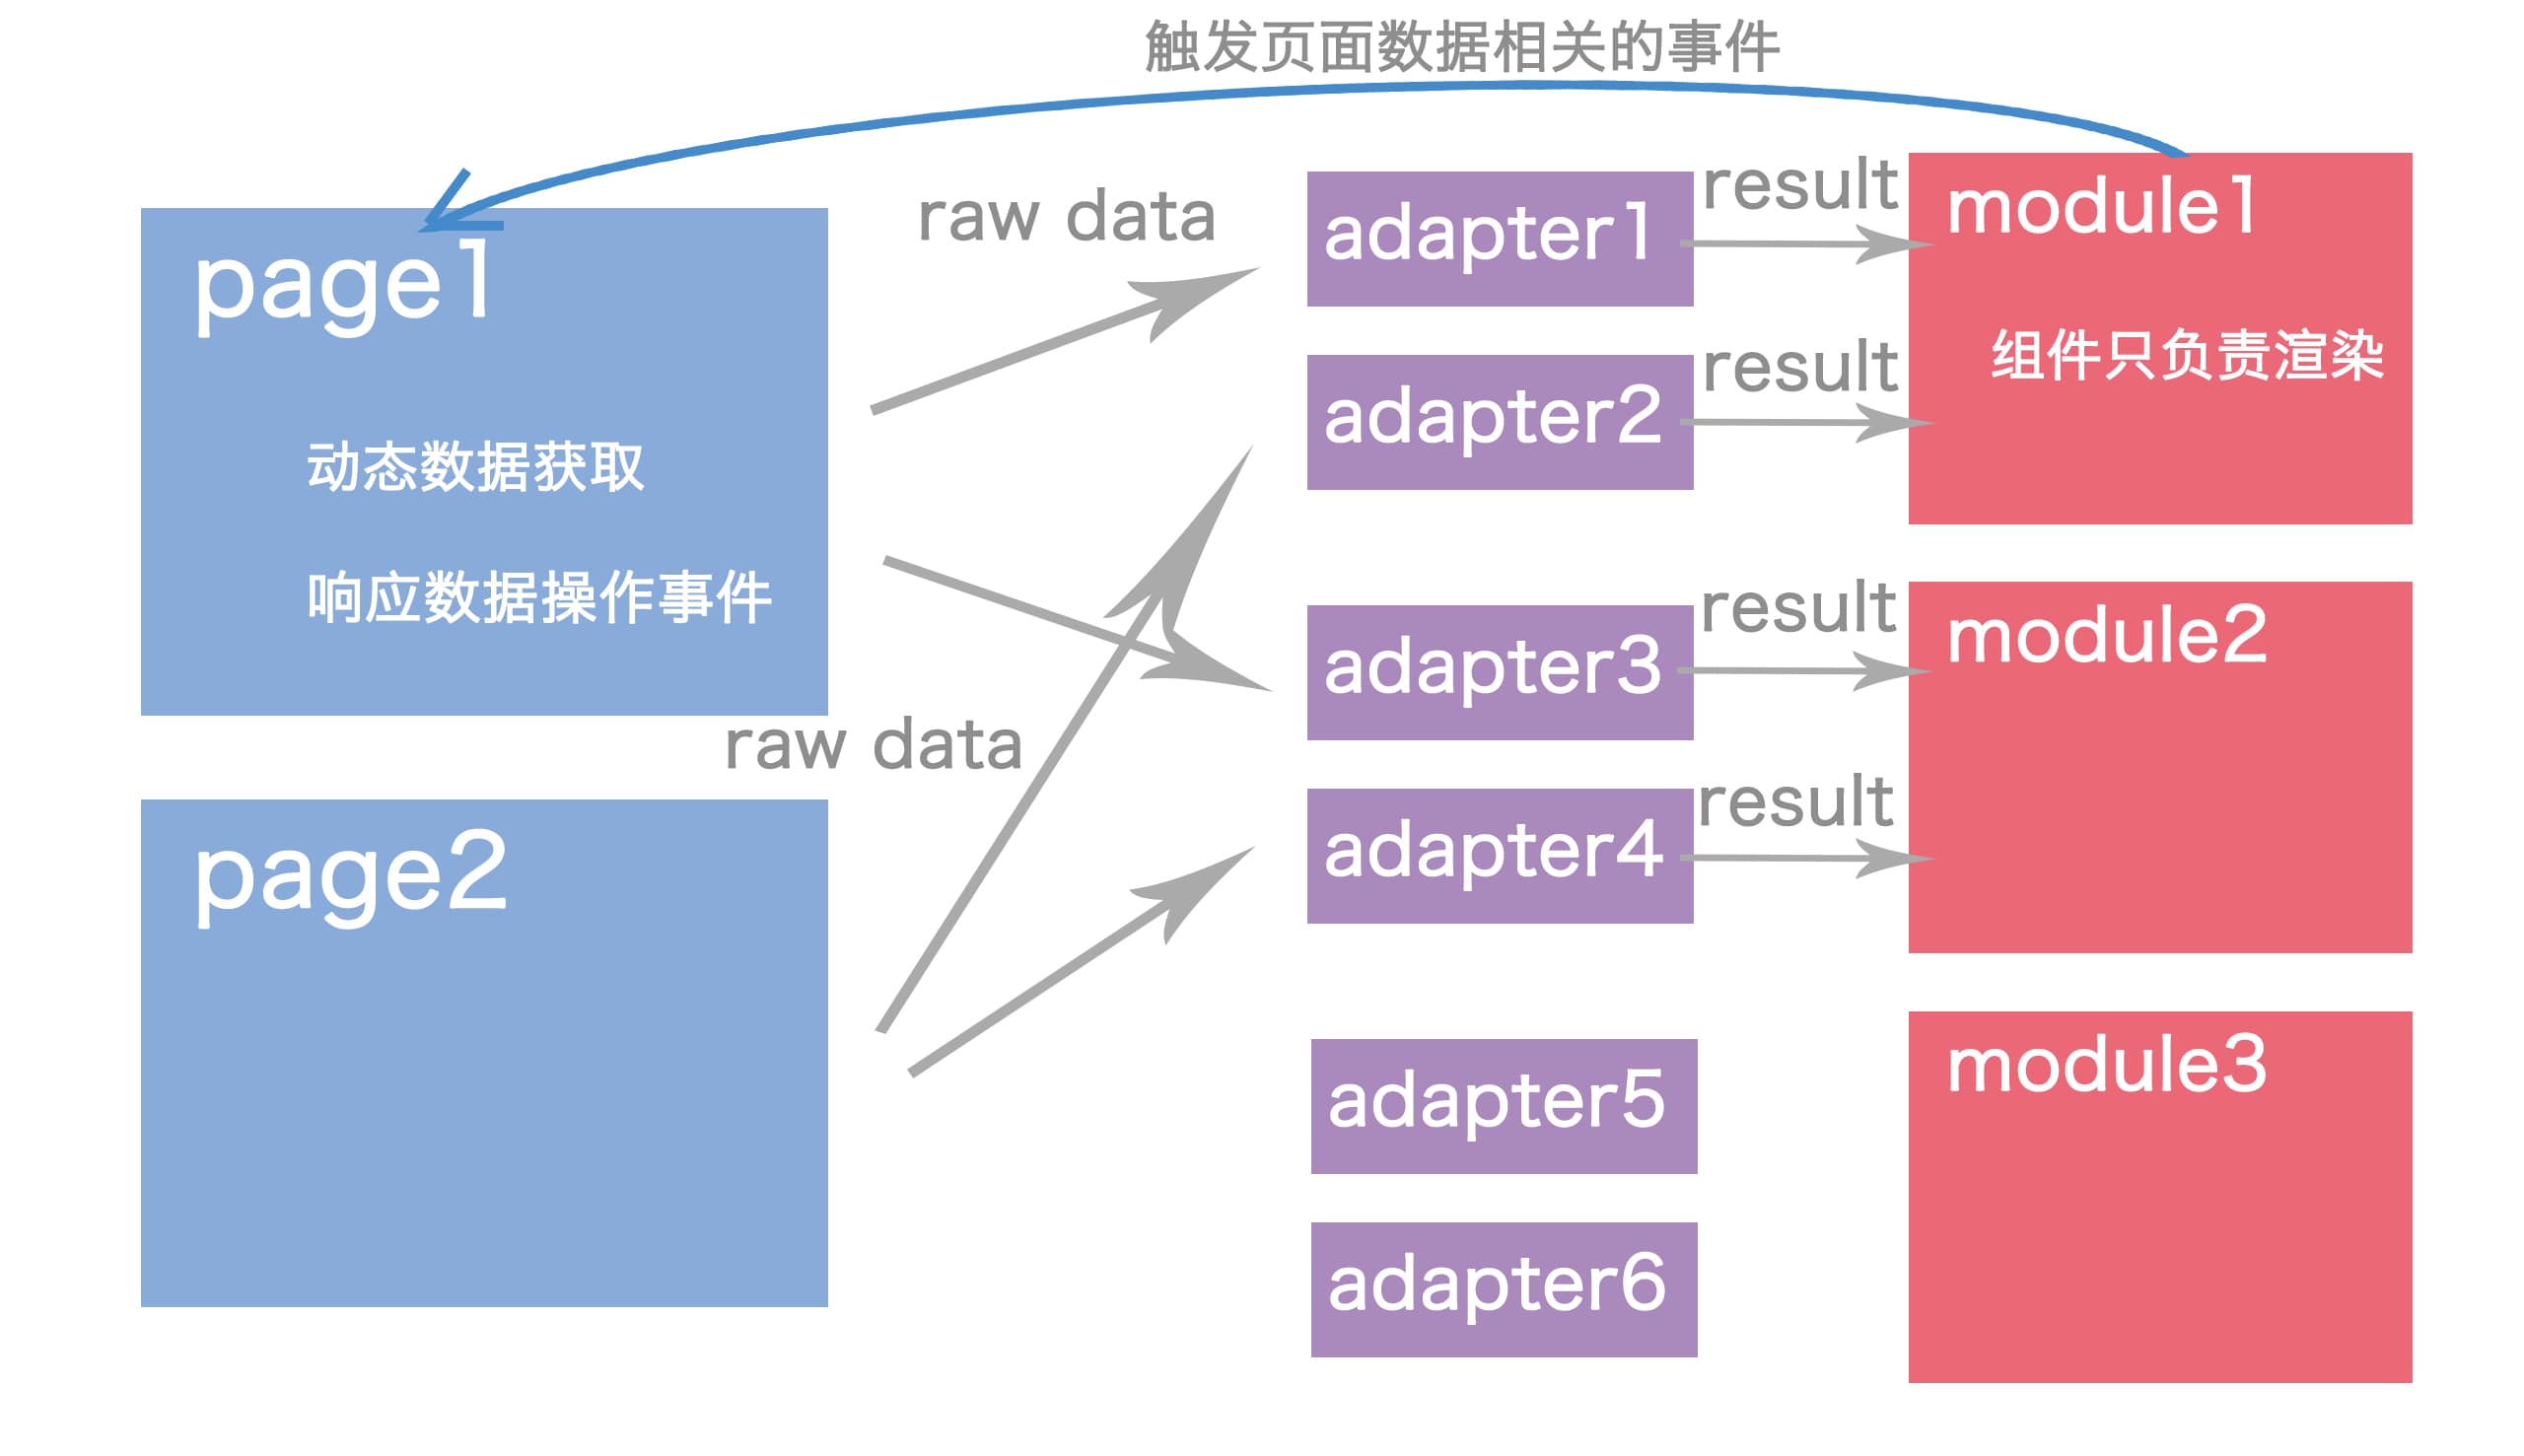 触发页面数据相关的事件
page1
动态数据获取
响应数据操作事件
page2
raw data
raw data
adapter1
adapter2
adapter3
adapter4
adapter5
adapter6
result
result
result
result
module1
组件只负责渲染
module2
module3